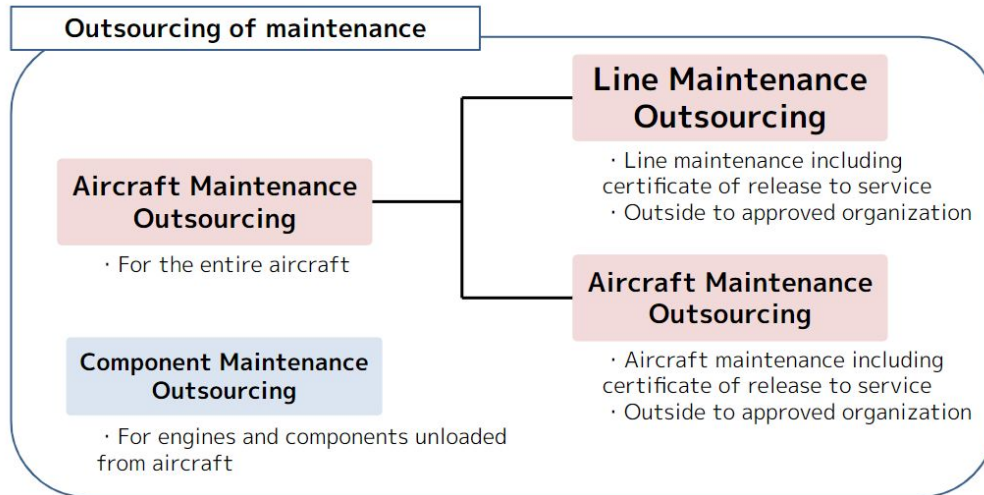 Outsourcing of maintenance
Aircraft Maintenance
Outsourcing
・For the entire aircraft
Component Maintenance
Outsourcing
・For engines and components unloaded
from aircraft
Line Maintenance
Outsourcing
・Line maintenance including
certificate of release to service
・Outside to approved organization
Aircraft Maintenance
Outsourcing
・Aircraft maintenance including
certificate of release to service
・Outside to approved organization